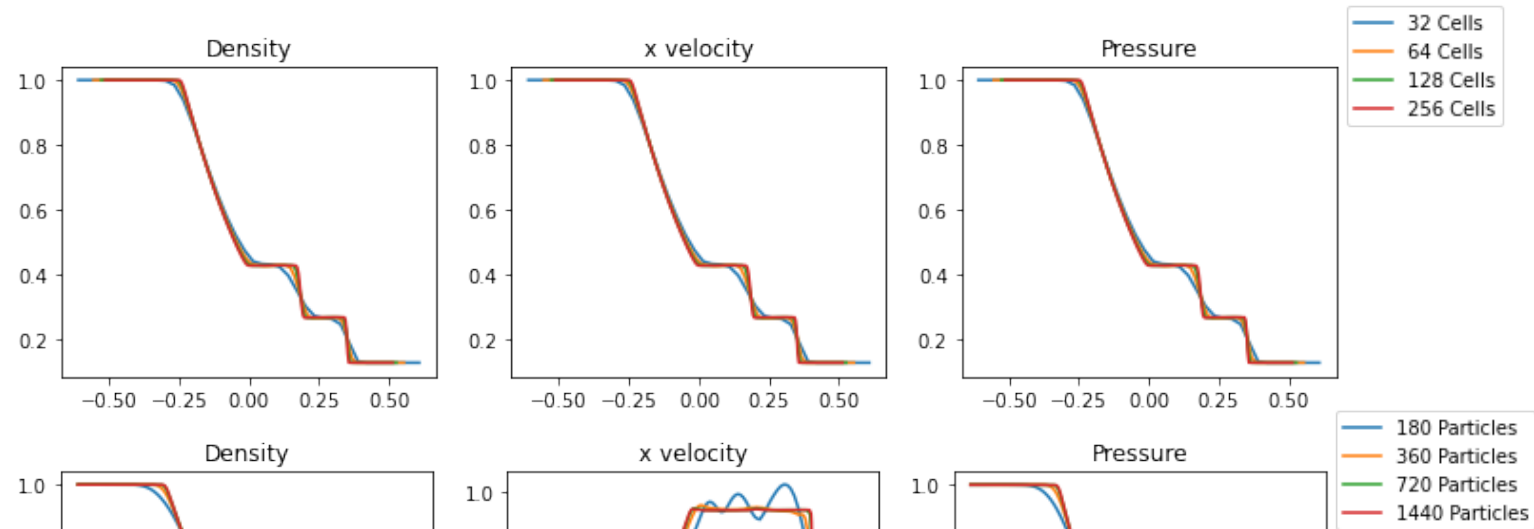 32 Cells
64 Cells
128 Cells
256 Cells
Density
x velocity
Pressure
1.0
0.8
0.6
0.4
0.2
−0.50 −0.25 0.00 0.25 0.50
1.0
0.8
0.6
0.4
0.2
−0.50 −0.25 0.00 0.25 0.50
1.0
0.8
0.6
0.4
0.2
−0.50 −0.25 0.00 0.25 0.50
180 Particles
360 Particles
720 Particles
1440 Particles
Density
x velocity
Pressure
1.0
1.0
1.0